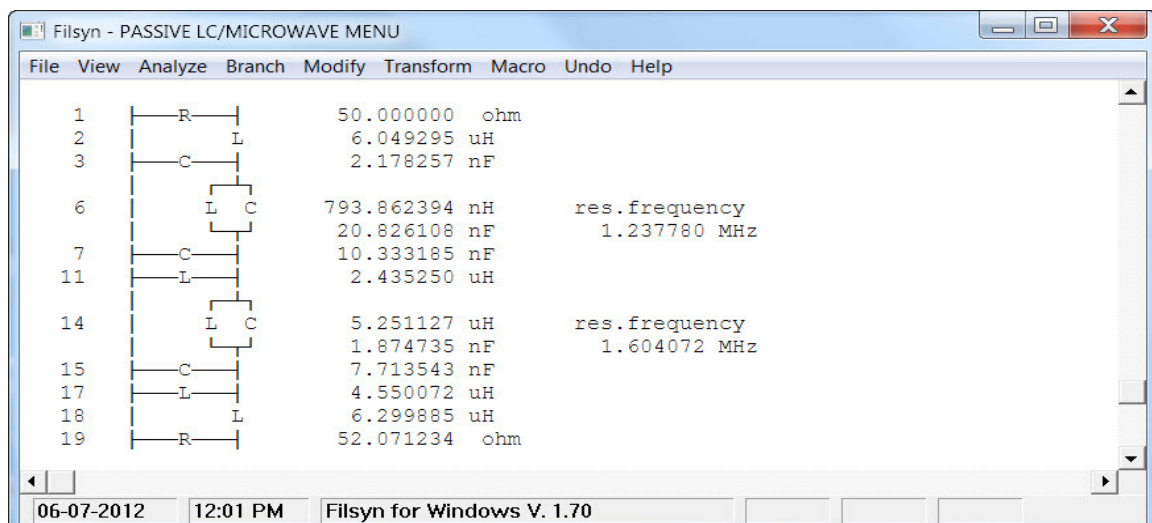 Filsyn - PASSIVE LC/MICROWAVE MENU
File View Analyze Branch Modify Transform Macro Undo Help
1 R 50.000000 ohm
2 L 6.049295 uH
3 C 2.178257 nF
6 L C 793.862394 nH res.frequency
20.826108 nF 1.237780 MHz
7 C 10.333185 nF
11 L 2.435250 uH
14 L C 5.251127 uH res.frequency
1.874735 nF 1.604072 MHz
15 C 7.713543 nF
17 L 4.550072 uH
18 L 6.299885 uH
19 R 52.071234 ohm
06-07-2012 12:01 PM Filsyn for Windows V. 1.70